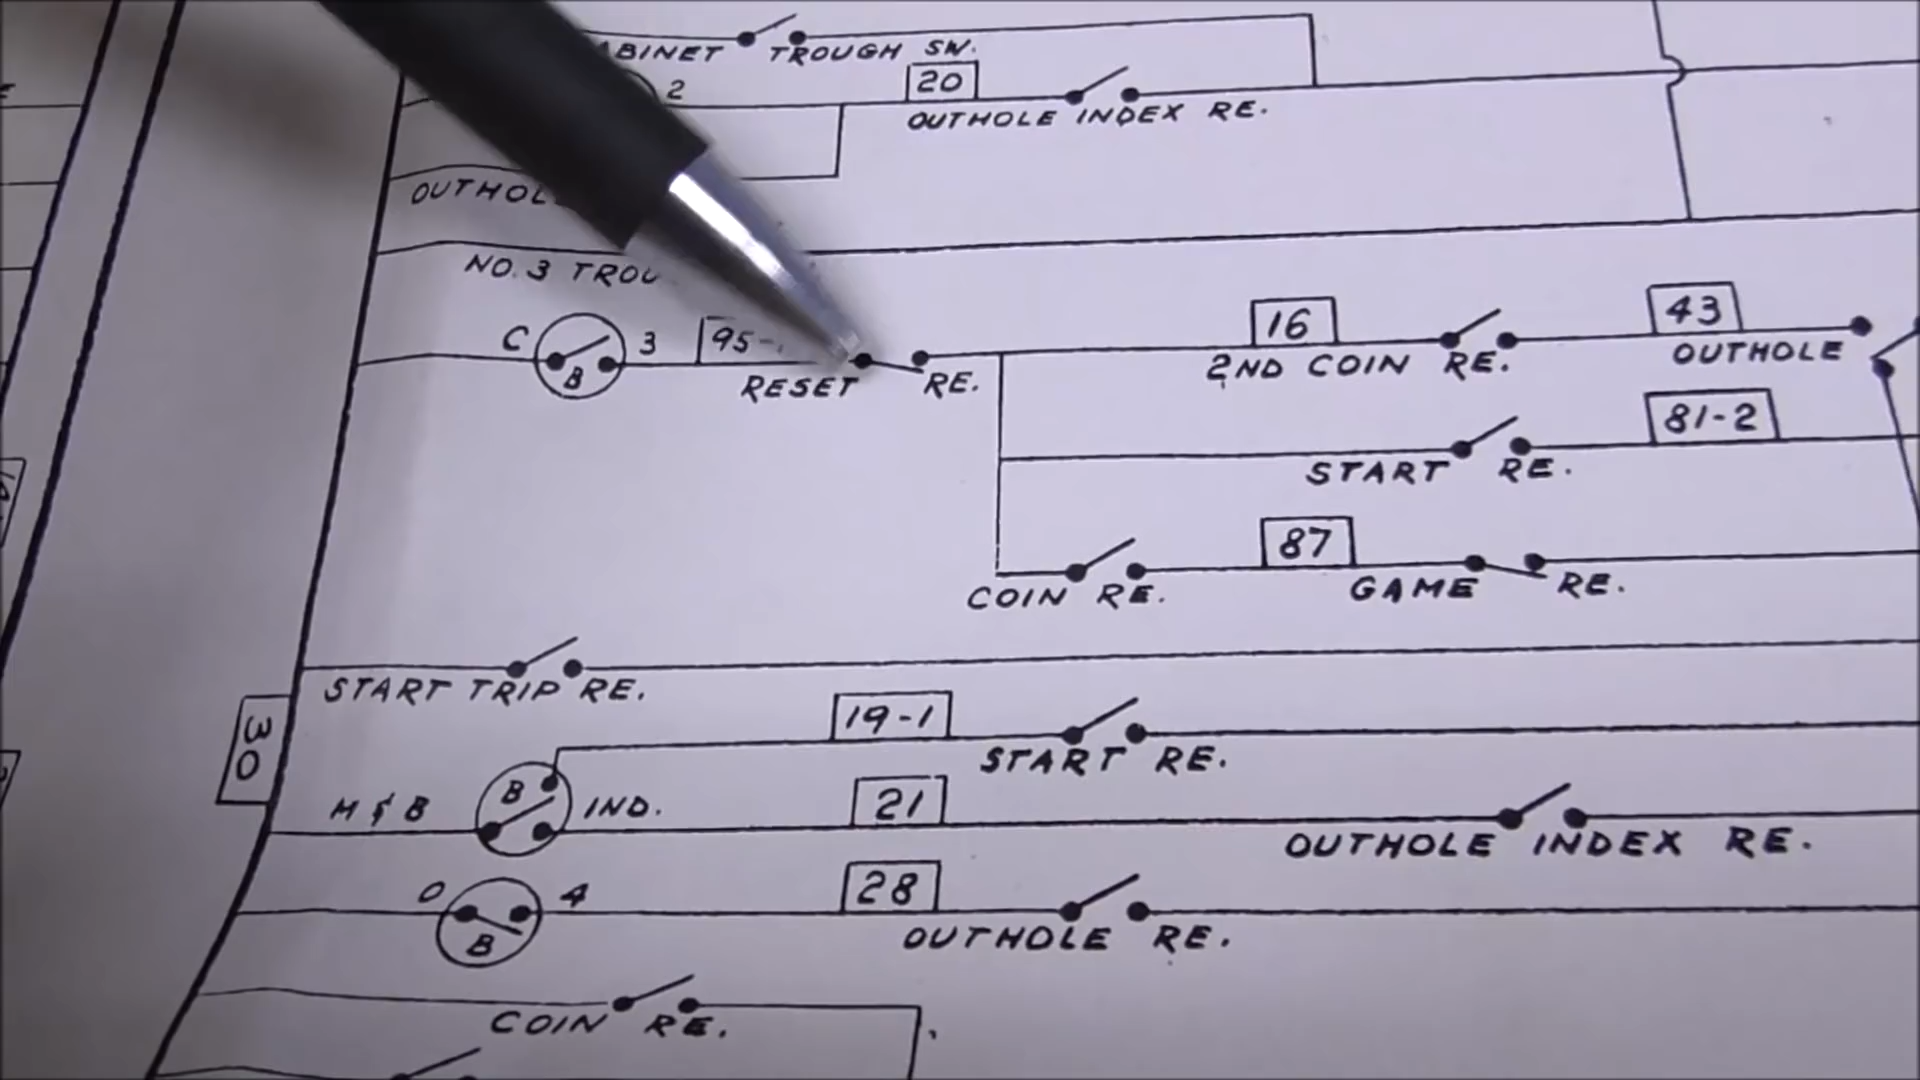 TROUGH SW.
2
20
OUTHOLE INDEX RE.
NO. 3
C B 3
RESET RE.
16
2ND COIN RE.
43
OUTHOLE
81-2
START RE.
87
COIN RE.
GAME RE.
START TRIP RE.
30
19-1
START RE.
M & B B IND.
21
OUTHOLE INDEX RE.
0 B 4
28
OUTHOLE RE.
COIN RE.